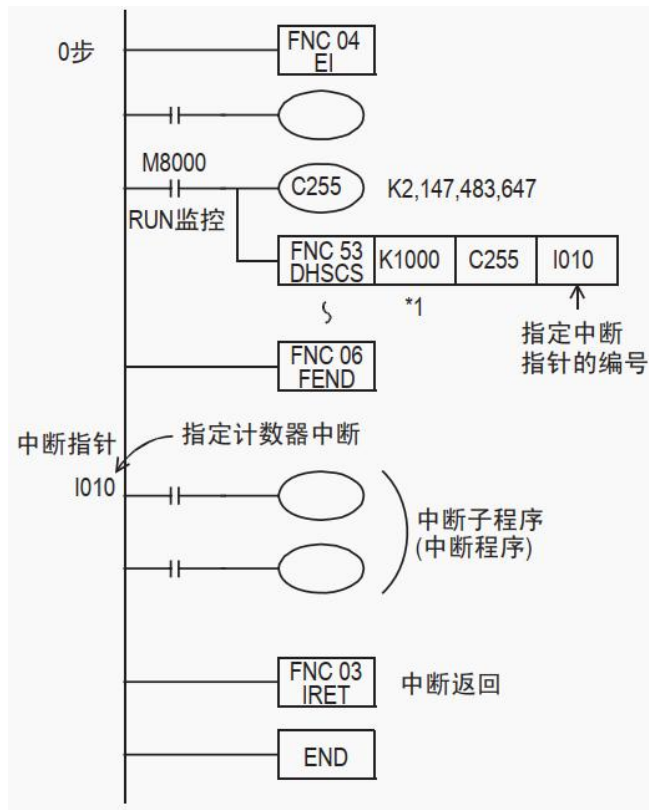 0步
FNC 04
EI
M8000
RUN监控
C255
K2,147,483,647
FNC 53
DHSCS
K1000
C255
I010
*1
指定中断
指针的编号
FNC 06
FEND
中断指针
I010
指定计数器中断
中断子程序
(中断程序)
FNC 03
IRET
中断返回
END